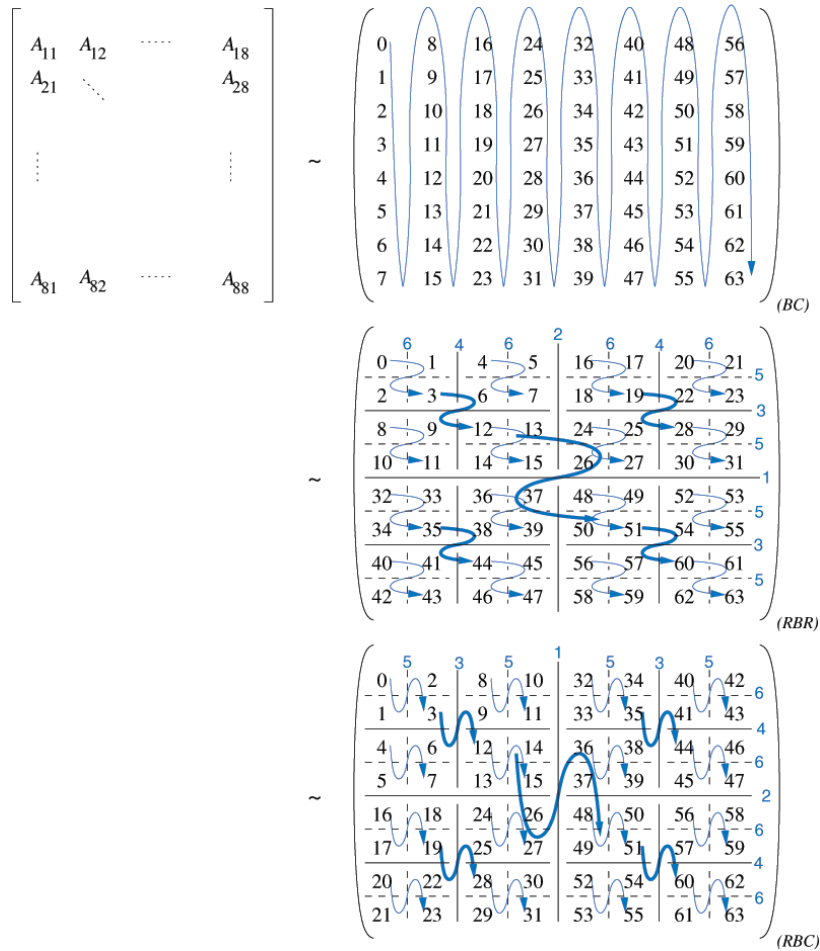 A11 A12 ····· A18
A21 A28
A81 A82 ····· A88
~
0 8 16 24 32 40 48 56
1 9 17 25 33 41 49 57
2 10 18 26 34 42 50 58
3 11 19 27 35 43 51 59
4 12 20 28 36 44 52 60
5 13 21 29 37 45 53 61
6 14 22 30 38 46 54 62
7 15 23 31 39 47 55 63
(BC)
~
6 4 6 2 6 4 6
0 1 4 5 16 17 20 21
5
2 3 6 7 18 19 22 23
3
8 9 12 13 24 25 28 29
5
10 11 14 15 26 27 30 31
1
32 33 36 37 48 49 52 53
5
34 35 38 39 50 51 54 55
3
40 41 44 45 56 57 60 61
5
42 43 46 47 58 59 62 63
(RBR)
~
5 3 5 1 5 3 5
0 2 8 10 32 34 40 42
6
1 3 9 11 33 35 41 43
4
4 6 12 14 36 38 44 46
6
5 7 13 15 37 39 45 47
2
16 18 24 26 48 50 56 58
6
17 19 25 27 49 51 57 59
4
20 22 28 30 52 54 60 62
6
21 23 29 31 53 55 61 63
(RBC)